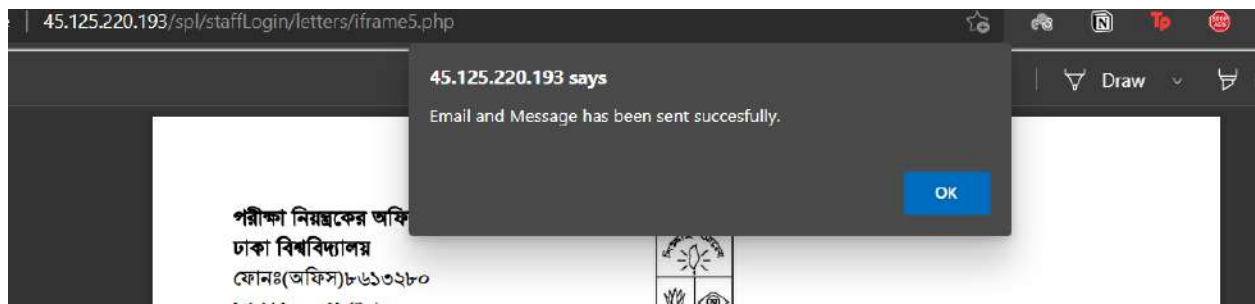 45.125.220.193/spl/staffLogin/letters/iframe5.php
45.125.220.193 says
Email and Message has been sent succesfully.
OK
Draw
পরীক্ষা নিয়ন্ত্রকের
ঢাকা বিশ্ববিদ্যালয়
ফোনঃ(অফিস)৮৬১৩২৮০